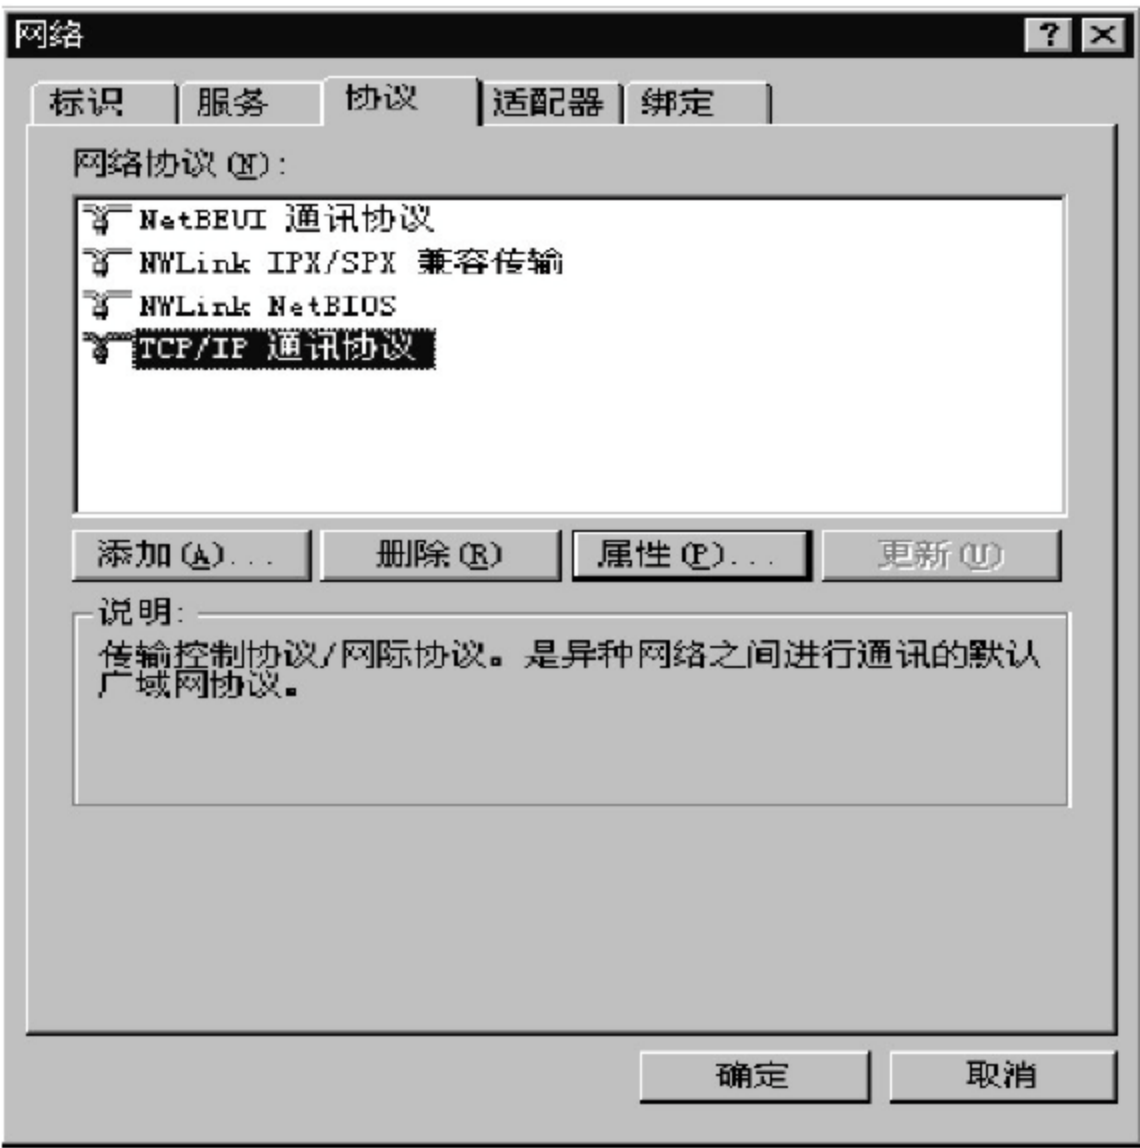 网络
标识 服务 协议 适配器 绑定
网络协议(N):
NetBEUI 通讯协议
NWLink IPX/SPX 兼容传输
NWLink NetBIOS
TCP/IP 通讯协议
添加(A)... 删除(R) 属性(P)... 更新(U)
说明:
传输控制协议/网际协议。是异种网络之间进行通讯的默认
广域网协议。
确定 取消